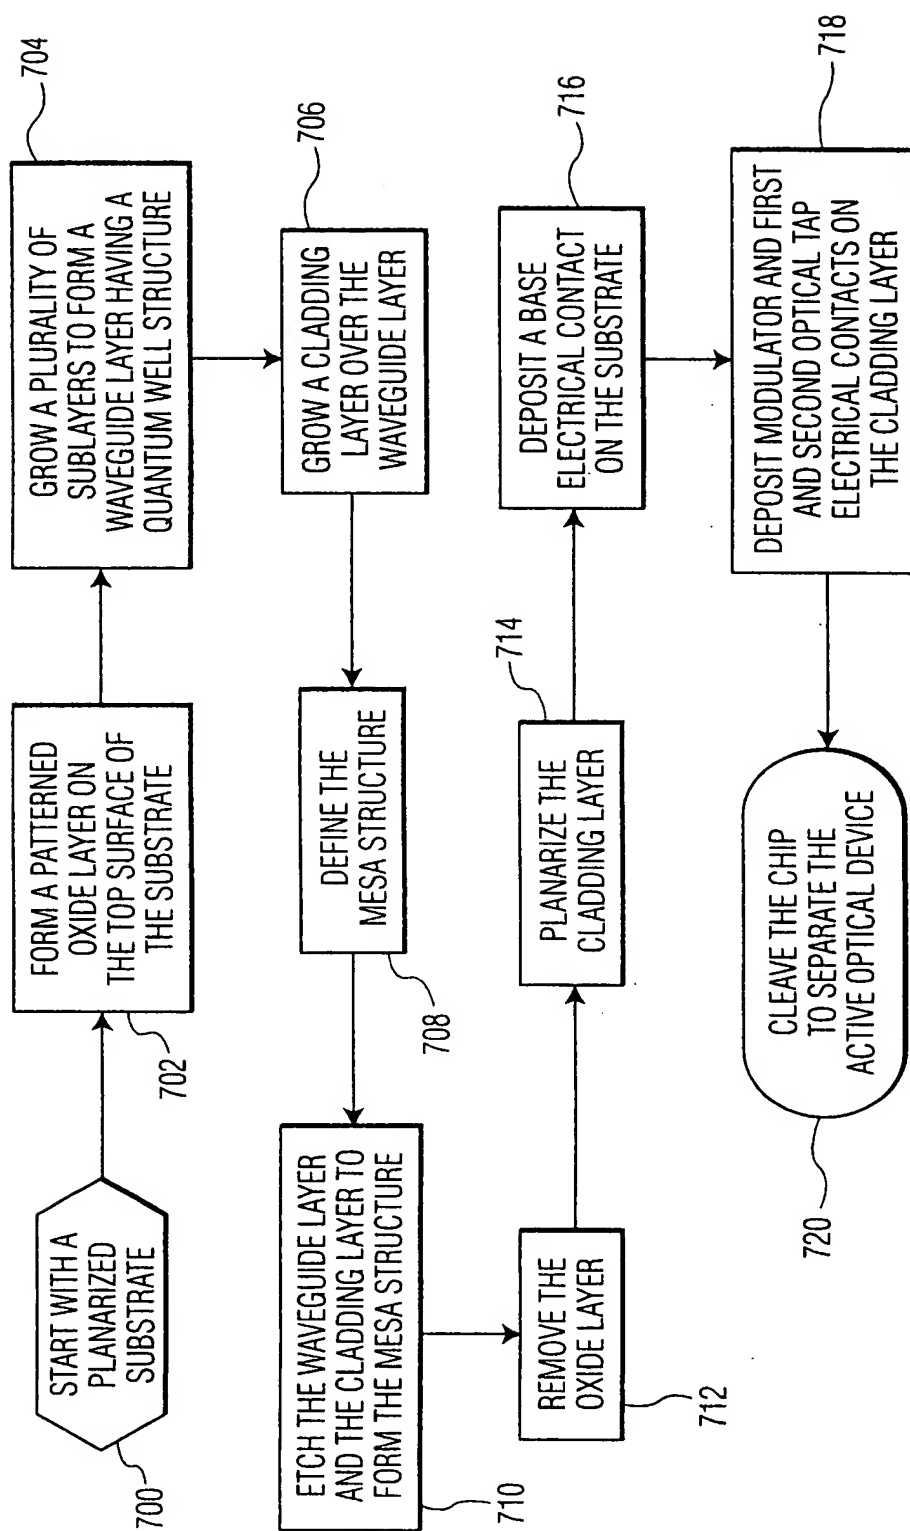 START WITH A
PLANARIZED
SUBSTRATE
700
FORM A PATTERNED
OXIDE LAYER ON
THE TOP SURFACE OF
THE SUBSTRATE
702
GROW A PLURALITY OF
SUBLAYERS TO FORM A
WAVEGUIDE LAYER HAVING A
QUANTUM WELL STRUCTURE
704
GROW A CLADDING
LAYER OVER THE
WAVEGUIDE LAYER
706
DEFINE THE
MESA STRUCTURE
708
ETCH THE WAVEGUIDE LAYER
AND THE CLADDING LAYER TO
FORM THE MESA STRUCTURE
710
REMOVE THE
OXIDE LAYER
712
PLANARIZE THE
CLADDING LAYER
714
DEPOSIT A BASE
ELECTRICAL CONTACT
ON THE SUBSTRATE
716
DEPOSIT MODULATOR AND FIRST
AND SECOND OPTICAL TAP
ELECTRICAL CONTACTS ON
THE CLADDING LAYER
718
CLEAVE THE CHIP
TO SEPARATE THE
ACTIVE OPTICAL DEVICE
720